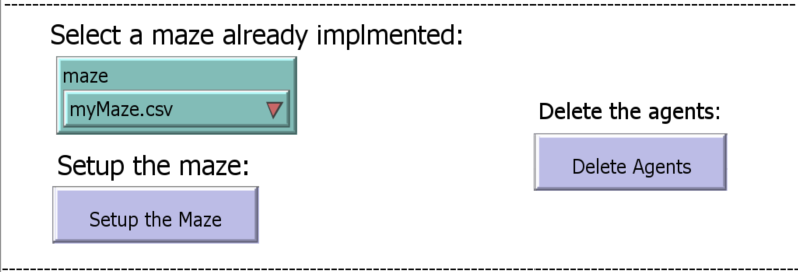 Select a maze already implmented:
maze
myMaze.csv
Setup the maze:
Setup the Maze
Delete the agents:
Delete Agents